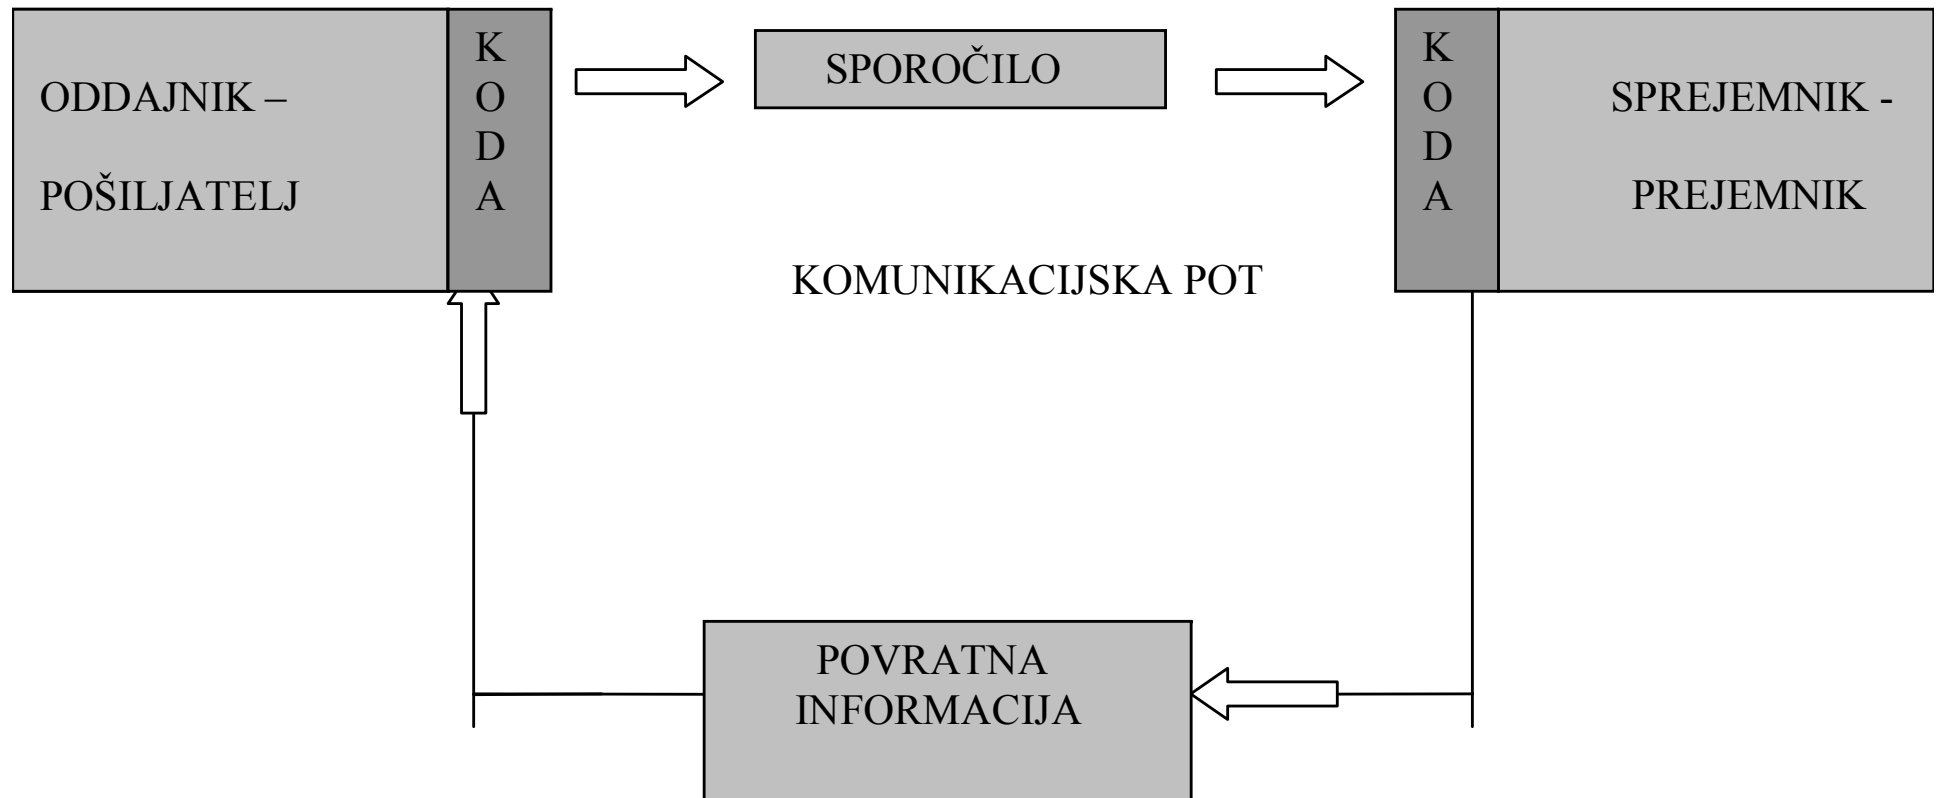 ODDAJNIK –
POŠILJATELJ
K
O
D
A
SPOROČILO
K
O
D
A
SPREJEMNIK -
PREJEMNIK
KOMUNIKACIJSKA POT
POVRATNA
INFORMACIJA